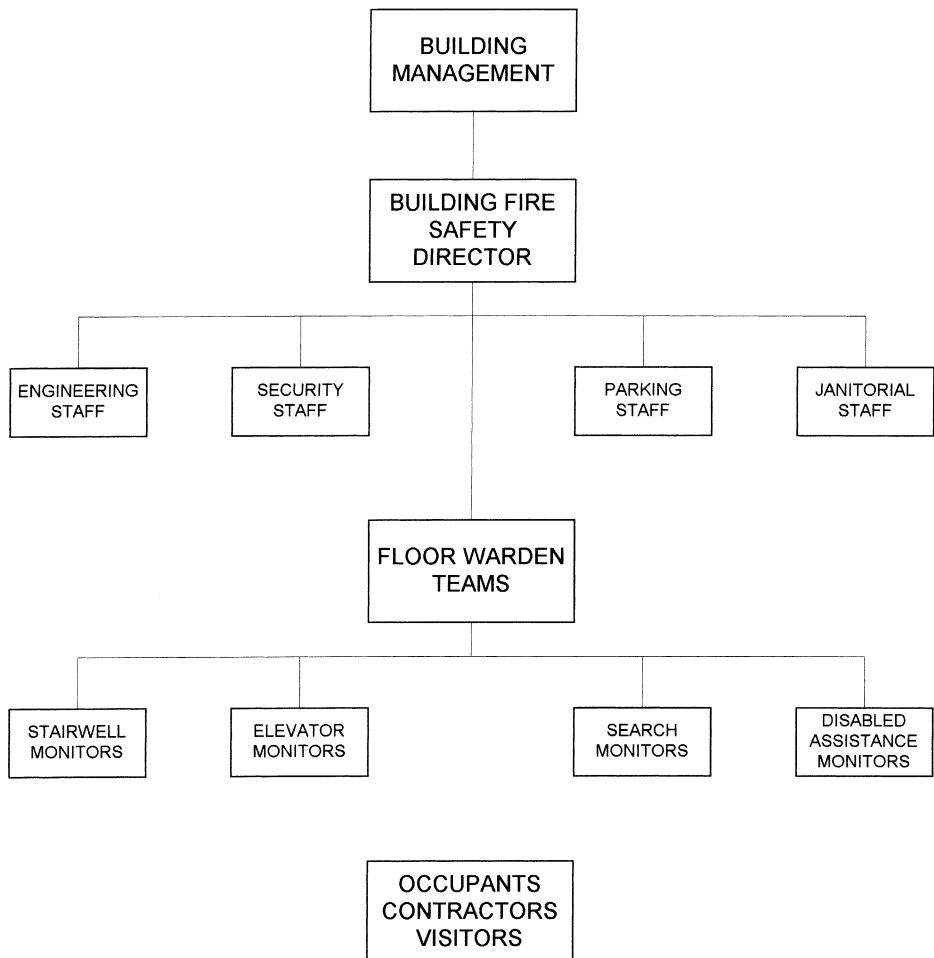 BUILDING
MANAGEMENT
BUILDING FIRE
SAFETY
DIRECTOR
ENGINEERING
STAFF
SECURITY
STAFF
PARKING
STAFF
JANITORIAL
STAFF
FLOOR WARDEN
TEAMS
STAIRWELL
MONITORS
ELEVATOR
MONITORS
SEARCH
MONITORS
DISABLED
ASSISTANCE
MONITORS
OCCUPANTS
CONTRACTORS
VISITORS